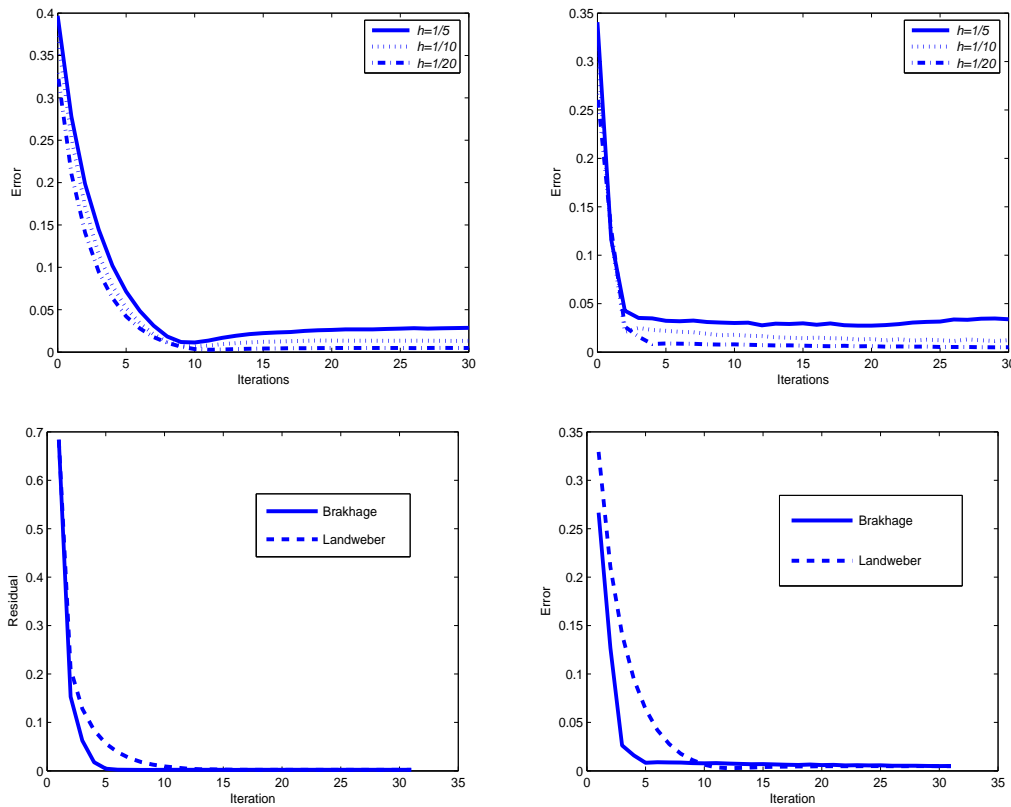 0.4
0.35
0.3
0.25
0.2
0.15
0.1
0.05
0
Error
0 5 10 15 20 25 30
Iterations
h=1/5
h=1/10
h=1/20
0.35
0.3
0.25
0.2
0.15
0.1
0.05
0
Error
0 5 10 15 20 25 30
Iterations
h=1/5
h=1/10
h=1/20
0.7
0.6
0.5
0.4
0.3
0.2
0.1
0
Residual
0 5 10 15 20 25 30 35
Iteration
Brakhage
Landweber
0.35
0.3
0.25
0.2
0.15
0.1
0.05
0
Error
0 5 10 15 20 25 30 35
Iteration
Brakhage
Landweber